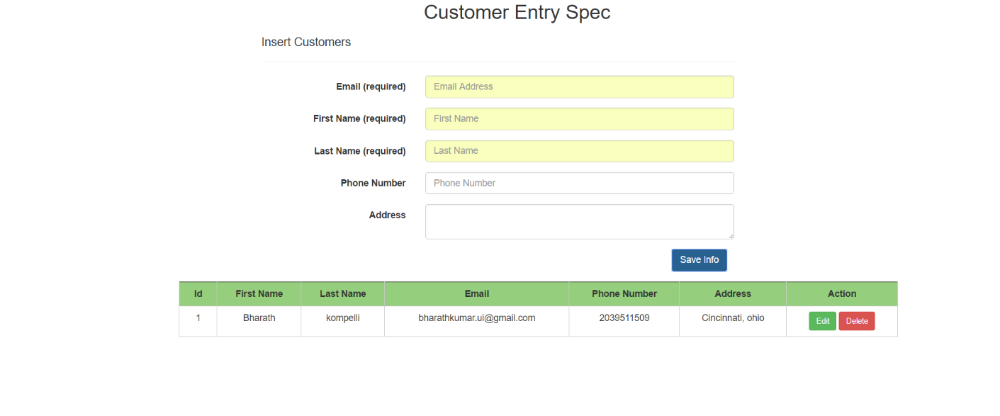 Customer Entry Spec
Insert Customers
Email (required) Email Address
First Name (required) First Name
Last Name (required) Last Name
Phone Number Phone Number
Address
Save Info
Id First Name Last Name Email Phone Number Address Action
1 Bharath kompelli bharathkumar.ui@gmail.com 2039511509 Cincinnati, ohio Edit Delete